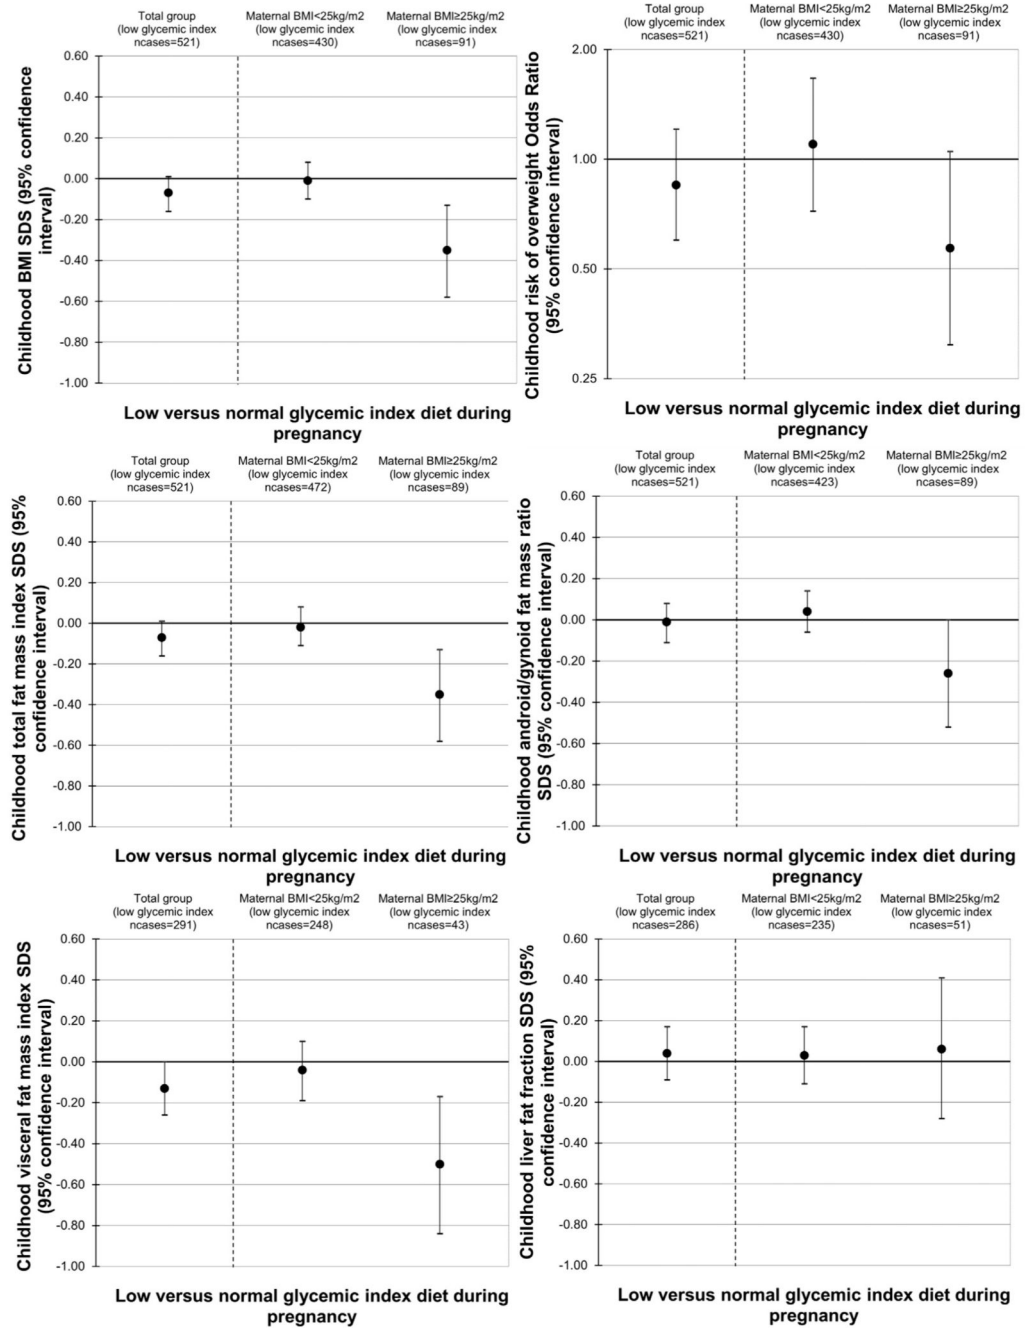 Total group
(low glycemic index
ncases=521)
Maternal BMI<25kg/m2
(low glycemic index
ncases=430)
Maternal BMI≥25kg/m2
(low glycemic index
ncases=91)
Childhood BMI SDS (95% confidence
interval)
0.60
0.40
0.20
0.00
-0.20
-0.40
-0.60
-0.80
-1.00
Low versus normal glycemic index diet during
pregnancy
Total group
(low glycemic index
ncases=521)
Maternal BMI<25kg/m2
(low glycemic index
ncases=430)
Maternal BMI≥25kg/m2
(low glycemic index
ncases=91)
Childhood risk of overweight Odds Ratio
(95% confidence interval)
2.00
1.00
0.50
0.25
Low versus normal glycemic index diet during
pregnancy
Total group
(low glycemic index
ncases=521)
Maternal BMI<25kg/m2
(low glycemic index
ncases=472)
Maternal BMI≥25kg/m2
(low glycemic index
ncases=89)
Childhood total fat mass index SDS (95%
confidence interval)
0.60
0.40
0.20
0.00
-0.20
-0.40
-0.60
-0.80
-1.00
Low versus normal glycemic index diet during
pregnancy
Total group
(low glycemic index
ncases=521)
Maternal BMI<25kg/m2
(low glycemic index
ncases=423)
Maternal BMI≥25kg/m2
(low glycemic index
ncases=89)
Childhood android/gynoid fat mass ratio
SDS (95% confidence interval)
0.60
0.40
0.20
0.00
-0.20
-0.40
-0.60
-0.80
-1.00
Low versus normal glycemic index diet during
pregnancy
Total group
(low glycemic index
ncases=291)
Maternal BMI<25kg/m2
(low glycemic index
ncases=248)
Maternal BMI≥25kg/m2
(low glycemic index
ncases=43)
Childhood visceral fat mass index SDS
(95% confidence interval)
0.60
0.40
0.20
0.00
-0.20
-0.40
-0.60
-0.80
-1.00
Low versus normal glycemic index diet during
pregnancy
Total group
(low glycemic index
ncases=286)
Maternal BMI<25kg/m2
(low glycemic index
ncases=235)
Maternal BMI≥25kg/m2
(low glycemic index
ncases=51)
Childhood liver fat fraction SDS (95%
confidence interval)
0.60
0.40
0.20
0.00
-0.20
-0.40
-0.60
-0.80
-1.00
Low versus normal glycemic index diet during
pregnancy